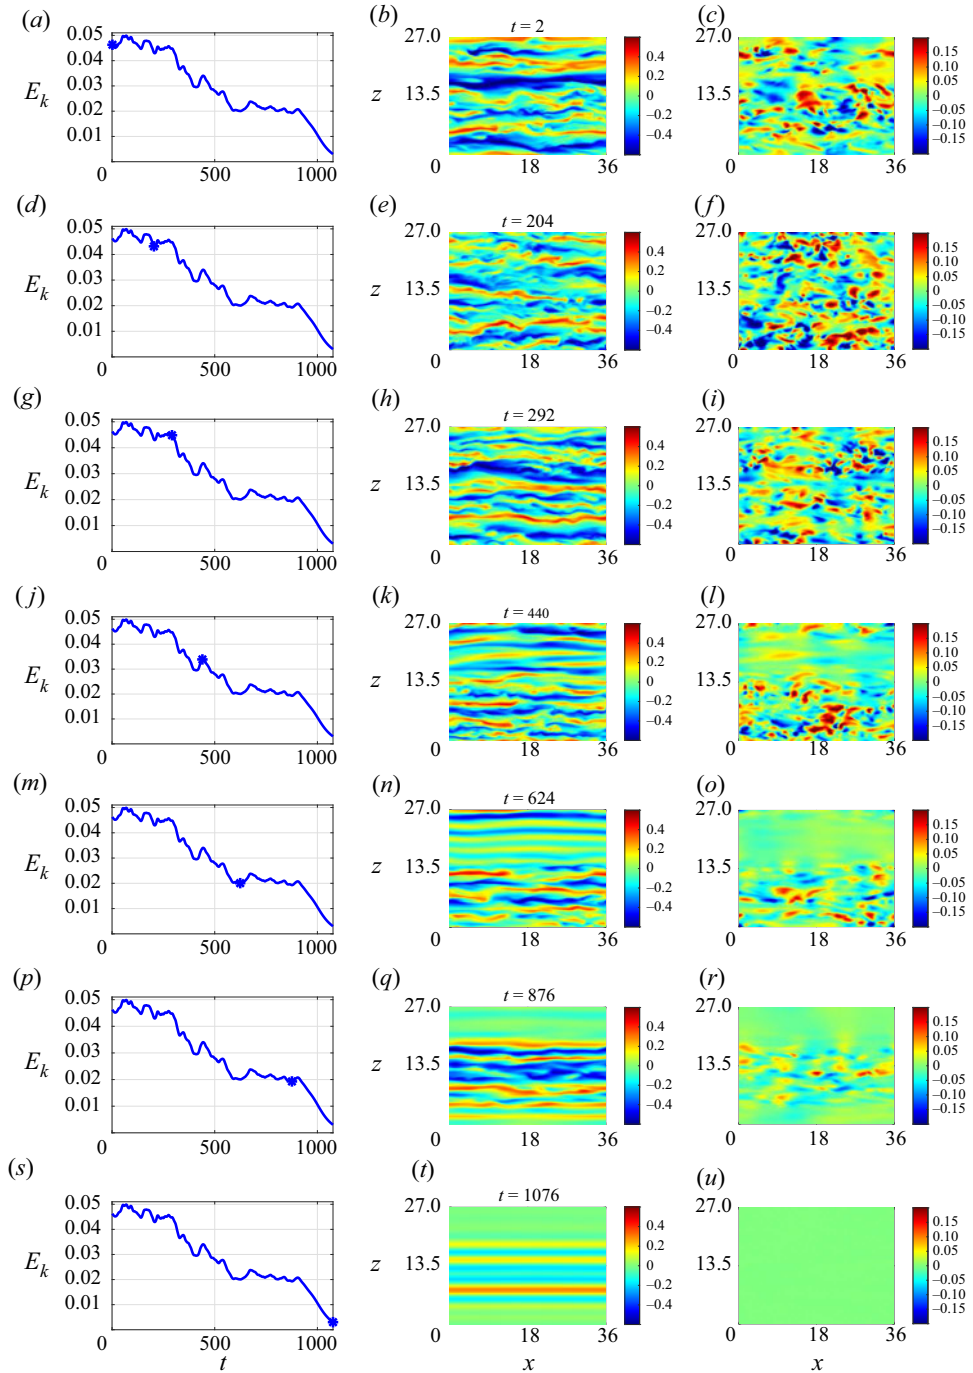 (a) (b) (c)
t = 2
0.05 27.0 27.0
0.04 0.4 0.15
E_k 0.03 0.2 0.10
z 13.5 0 13.5 0.05
0.02 –0.2 0
0.01 –0.4 –0.05
–0.10
–0.15
0 500 1000 0 18 36 0 18 36
(d) (e) (f)
t = 204
0.05 27.0 27.0
0.04 0.4 0.15
E_k 0.03 0.2 0.10
z 13.5 0 13.5 0.05
0.02 –0.2 0
0.01 –0.4 –0.05
–0.10
–0.15
0 500 1000 0 18 36 0 18 36
(g) (h) (i)
t = 292
0.05 27.0 27.0
0.04 0.4 0.15
E_k 0.03 0.2 0.10
z 13.5 0 13.5 0.05
0.02 –0.2 0
0.01 –0.4 –0.05
–0.10
–0.15
0 500 1000 0 18 36 0 18 36
(j) (k) (l)
t = 440
0.05 27.0 27.0
0.04 0.4 0.15
E_k 0.03 0.2 0.10
z 13.5 0 13.5 0.05
0.02 –0.2 0
0.01 –0.4 –0.05
–0.10
–0.15
0 500 1000 0 18 36 0 18 36
(m) (n) (o)
t = 624
0.05 27.0 27.0
0.04 0.4 0.15
E_k 0.03 0.2 0.10
z 13.5 0 13.5 0.05
0.02 –0.2 0
0.01 –0.4 –0.05
–0.10
–0.15
0 500 1000 0 18 36 0 18 36
(p) (q) (r)
t = 876
0.05 27.0 27.0
0.04 0.4 0.15
E_k 0.03 0.2 0.10
z 13.5 0 13.5 0.05
0.02 –0.2 0
0.01 –0.4 –0.05
–0.10
–0.15
0 500 1000 0 18 36 0 18 36
(s) (t) (u)
t = 1076
0.05 27.0 27.0
0.04 0.4 0.15
E_k 0.03 0.2 0.10
z 13.5 0 13.5 0.05
0.02 –0.2 0
0.01 –0.4 –0.05
–0.10
–0.15
0 500 1000 0 18 36 0 18 36
t x x